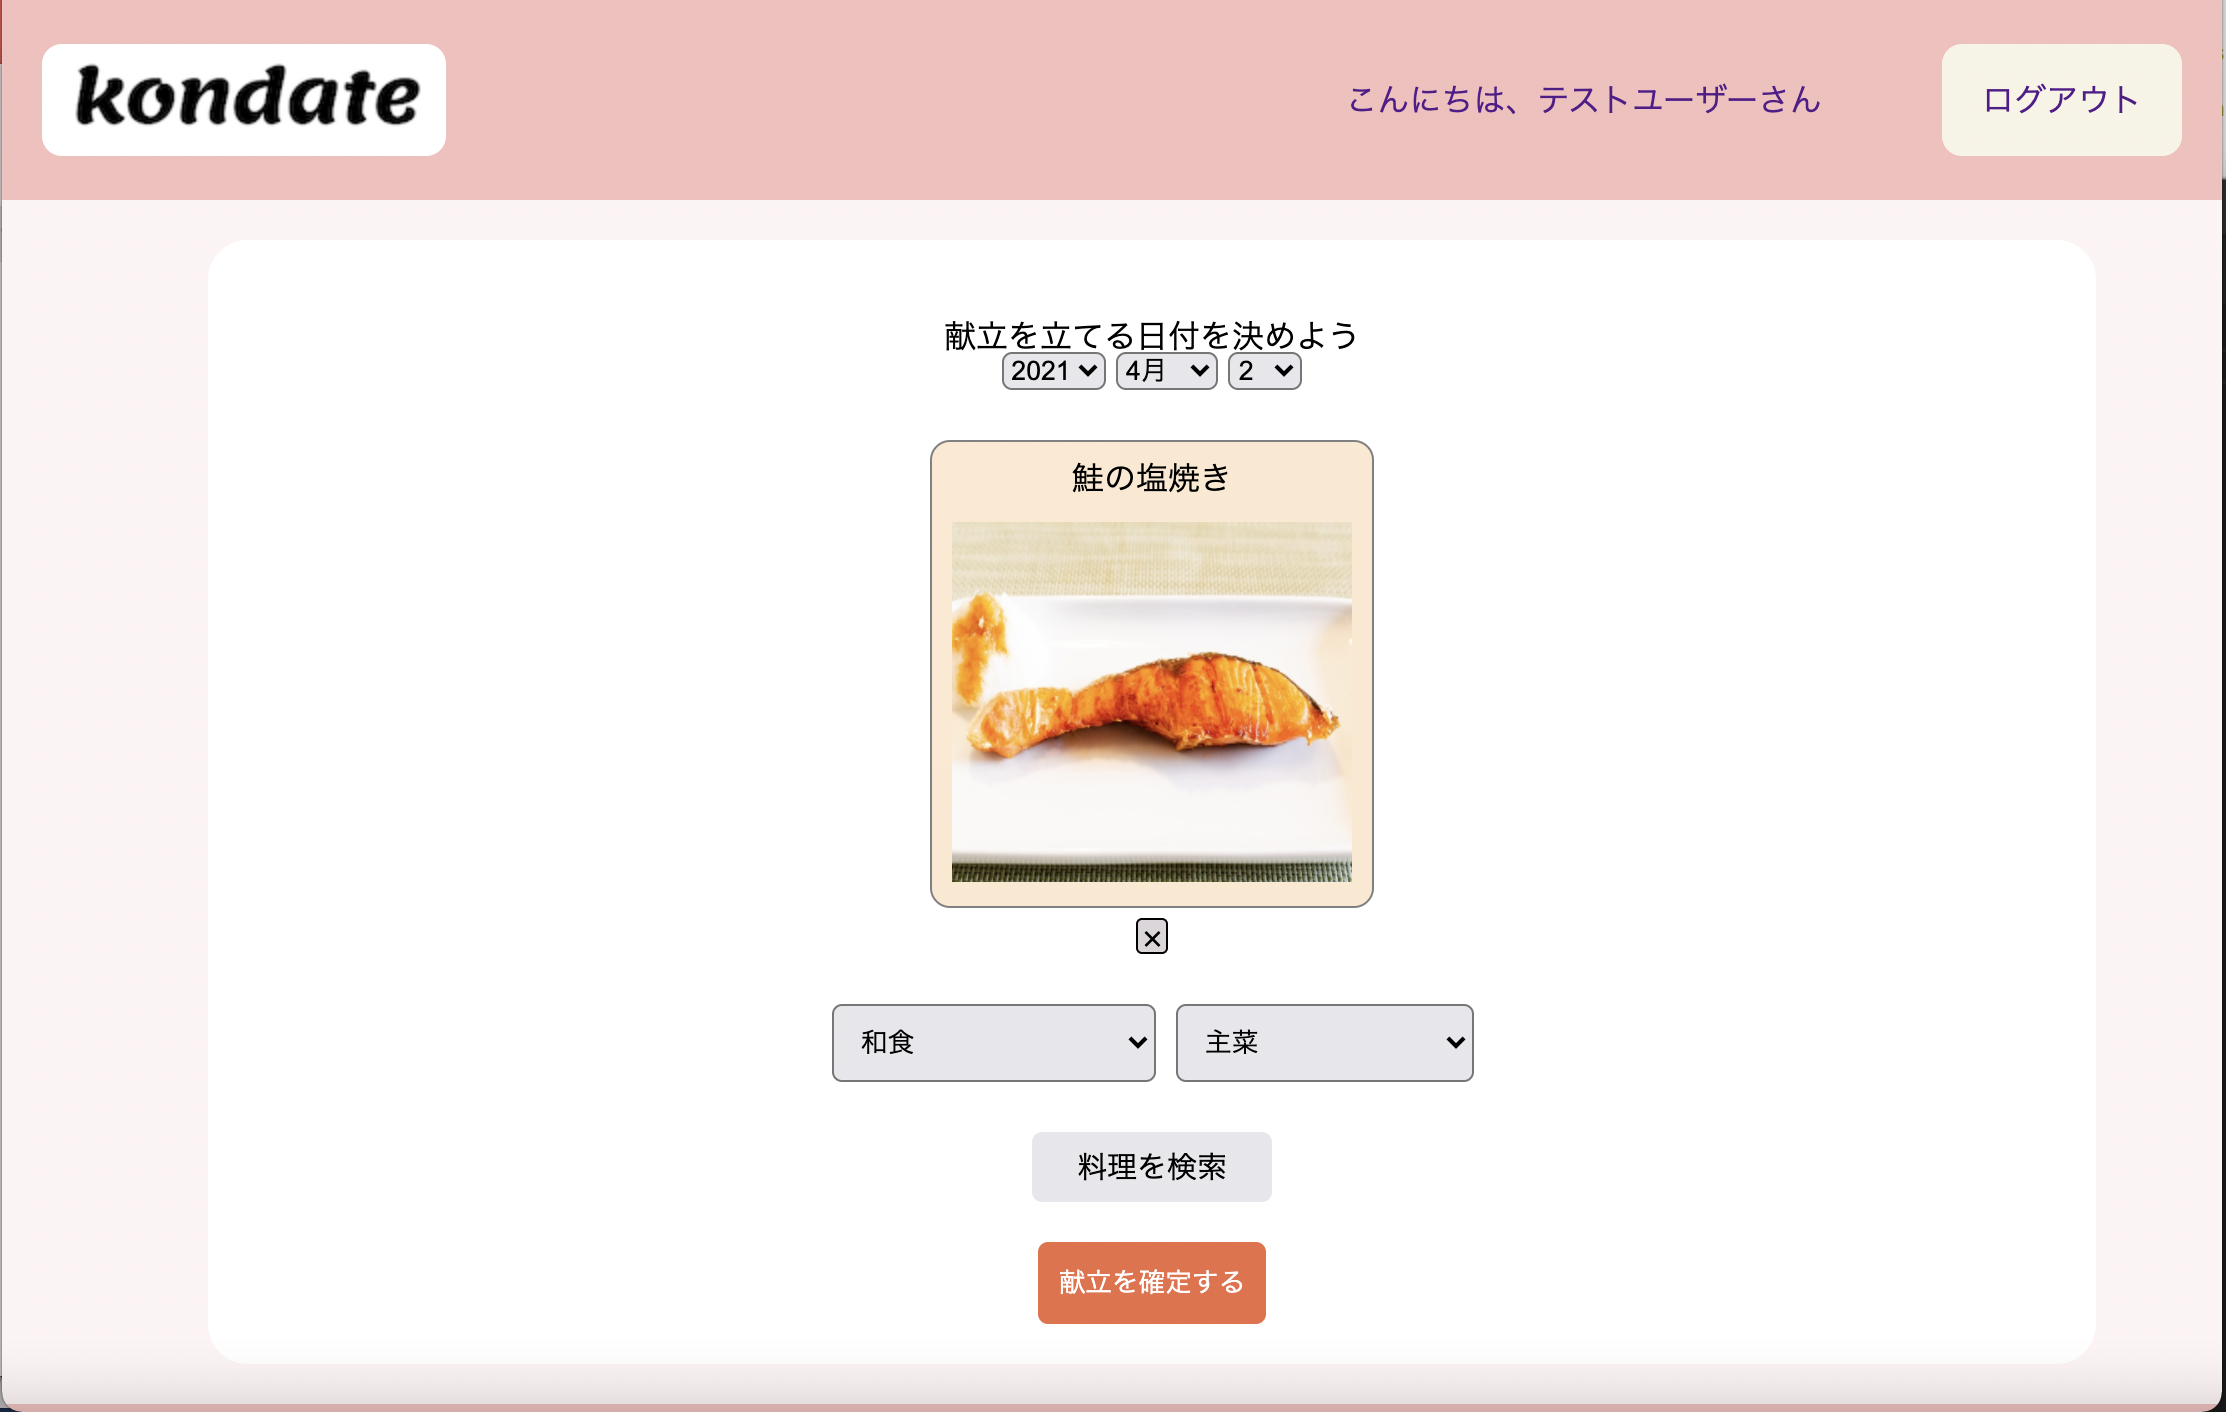 kondate
こんにちは、テストユーザーさん
ログアウト
献立を立てる日付を決めよう
2021 4月 2
鮭の塩焼き
×
和食 主菜
料理を検索
献立を確定する